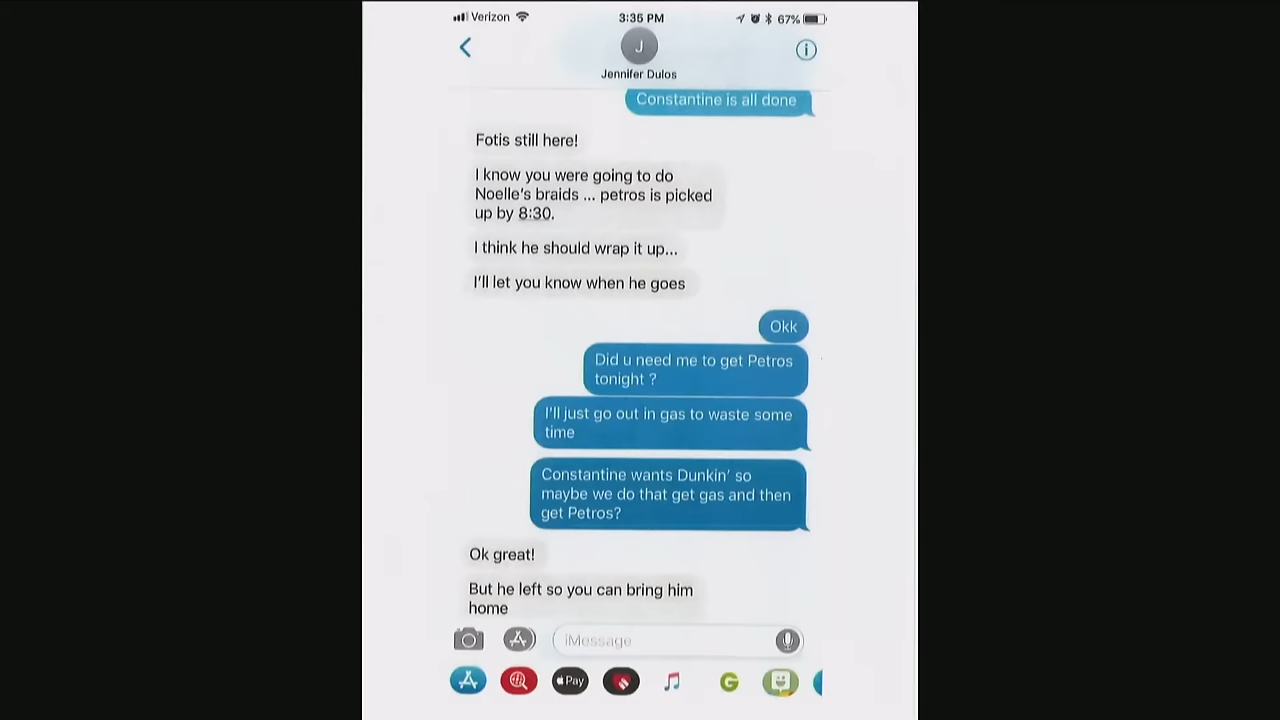 Verizon 3:35 PM 67%
J
Jennifer Dulos
Constantine is all done
Fotis still here!
I know you were going to do
Noelle's braids ... petros is picked
up by 8:30.
I think he should wrap it up...
I'll let you know when he goes
Okk
Did u need me to get Petros
tonight ?
I'll just go out in gas to waste some
time
Constantine wants Dunkin' so
maybe we do that get gas and then
get Petros?
Ok great!
But he left so you can bring him
home
iMessage
Pay
G